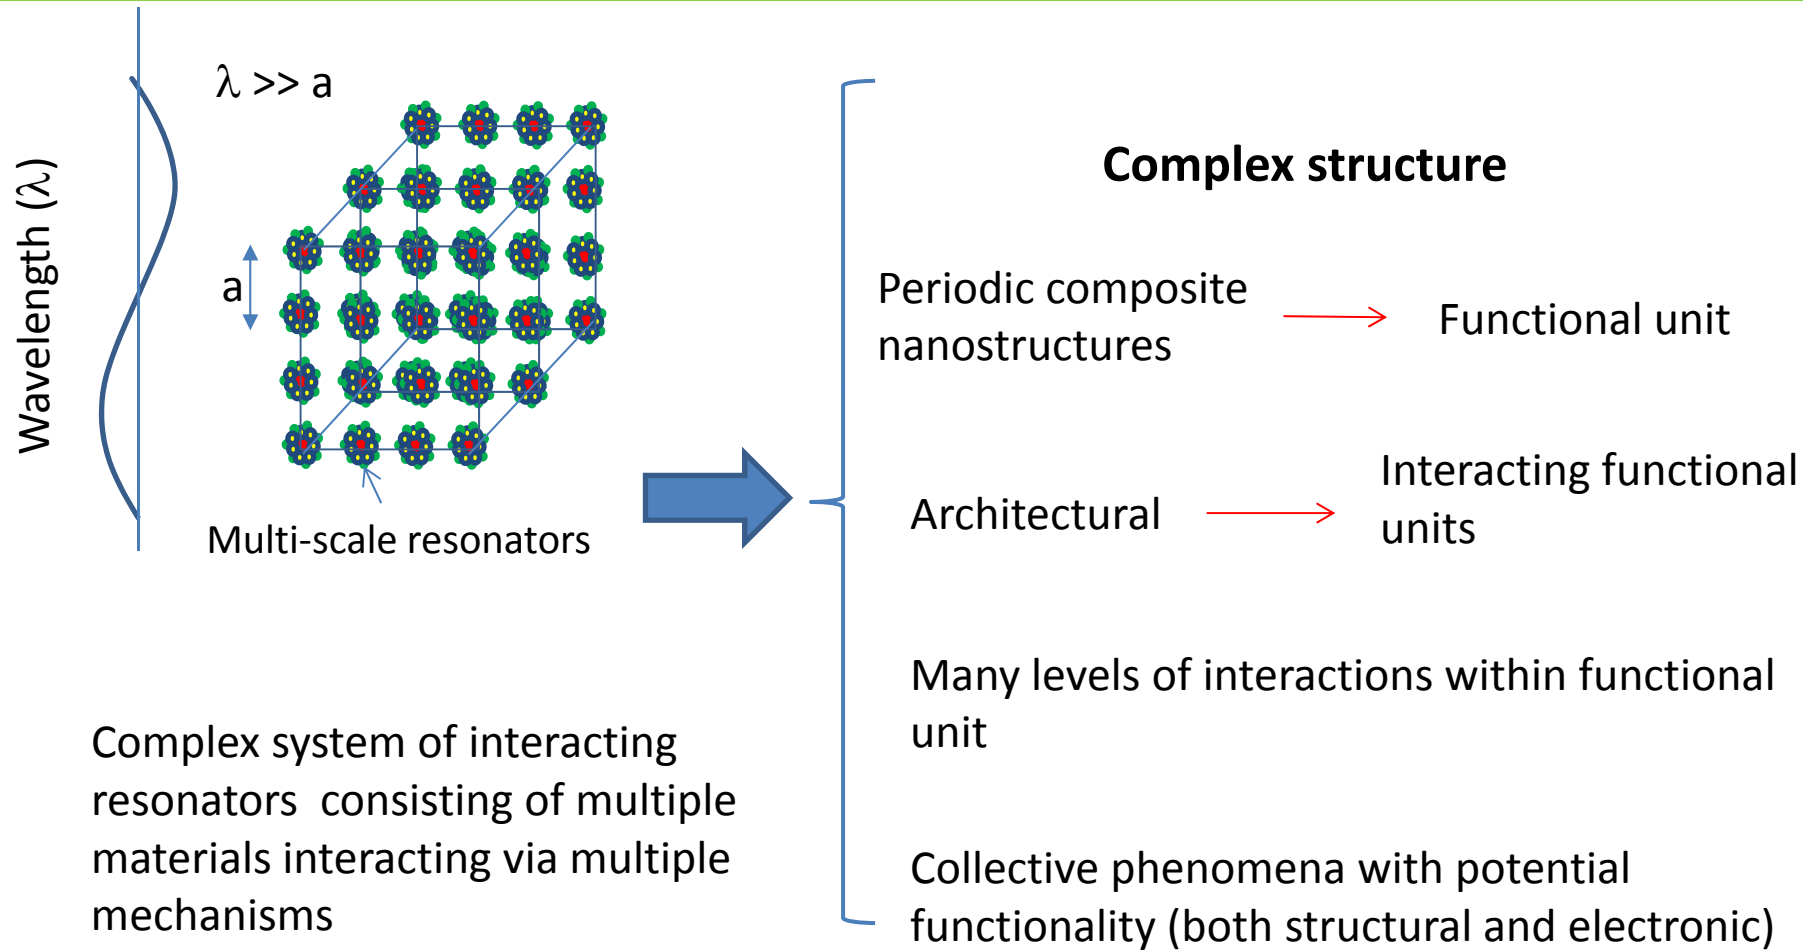 λ >> a
Wavelength (λ)
a
Multi-scale resonators
Complex system of interacting
resonators consisting of multiple
materials interacting via multiple
mechanisms
Complex structure
Periodic composite
nanostructures
Functional unit
Architectural
Interacting functional
units
Many levels of interactions within functional
unit
Collective phenomena with potential
functionality (both structural and electronic)